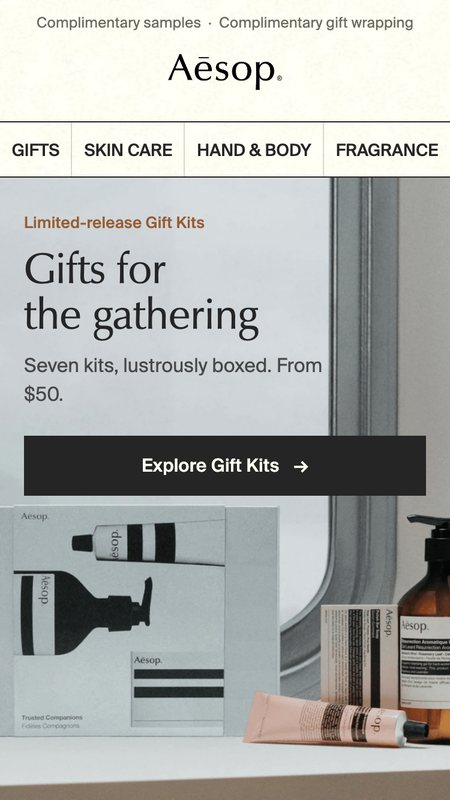 Complimentary samples · Complimentary gift wrapping
Aēsop.®
GIFTS SKIN CARE HAND & BODY FRAGRANCE
Limited-release Gift Kits
Gifts for
the gathering
Seven kits, lustrously boxed. From
$50.
Explore Gift Kits →
Aēsop.
Aēsop.
Aēsop.
Aēsop.
Trusted Companions
Fidèles Compagnons
Aēsop.
Aēsop.
Resurrection Aromatique